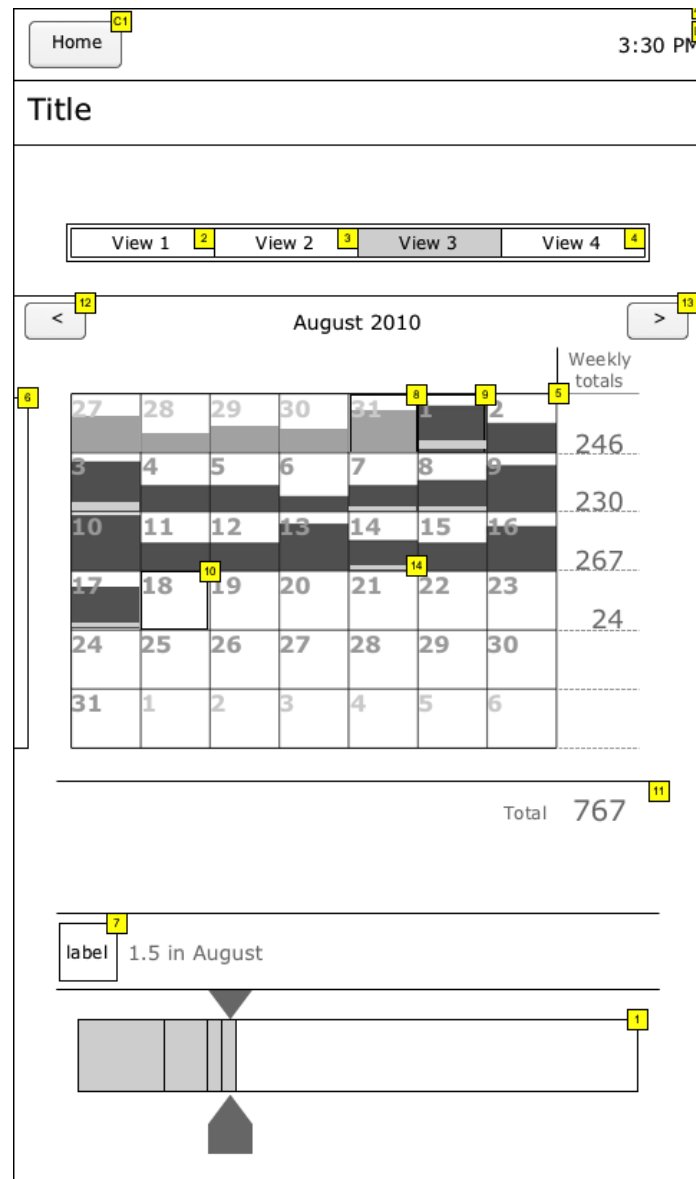 C1
Home
3:30 PM
Title
View 1 2 View 2 3 View 3 View 4 4
12 13
< August 2010 >
Weekly
totals
6 8 9 5
27 28 29 30 31 1 2
246
3 4 5 6 7 8 9
230
10 11 12 13 14 15 16
267
10 14
17 18 19 20 21 22 23
24
24 25 26 27 28 29 30
31 1 2 3 4 5 6
11
Total 767
7
label 1.5 in August
1